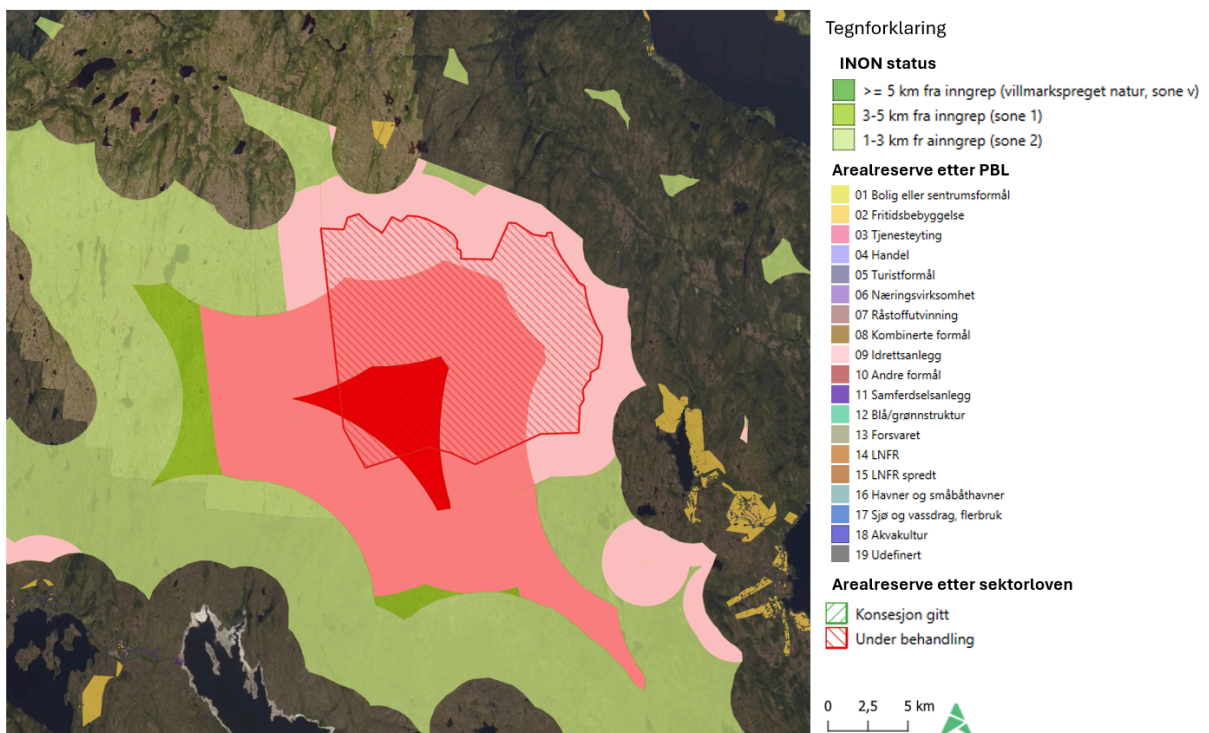 Tegnforklaring
INON status
>= 5 km fra inngrep (villmarkspreget natur, sone v)
3-5 km fra inngrep (sone 1)
1-3 km fr ainngrep (sone 2)
Arealreserve etter PBL
01 Bolig eller sentrumsformål
02 Fritidsbebyggelse
03 Tjenesteyting
04 Handel
05 Turistformål
06 Næringsvirksomhet
07 Råstoffutvinning
08 Kombinerte formål
09 Idrettsanlegg
10 Andre formål
11 Samferdselsanlegg
12 Blå/grønnstruktur
13 Forsvaret
14 LNFR
15 LNFR spredt
16 Havner og småbåthavner
17 Sjø og vassdrag, flerbruk
18 Akvakultur
19 Udefinert
Arealreserve etter sektorloven
Konsesjon gitt
Under behandling
0 2,5 5 km